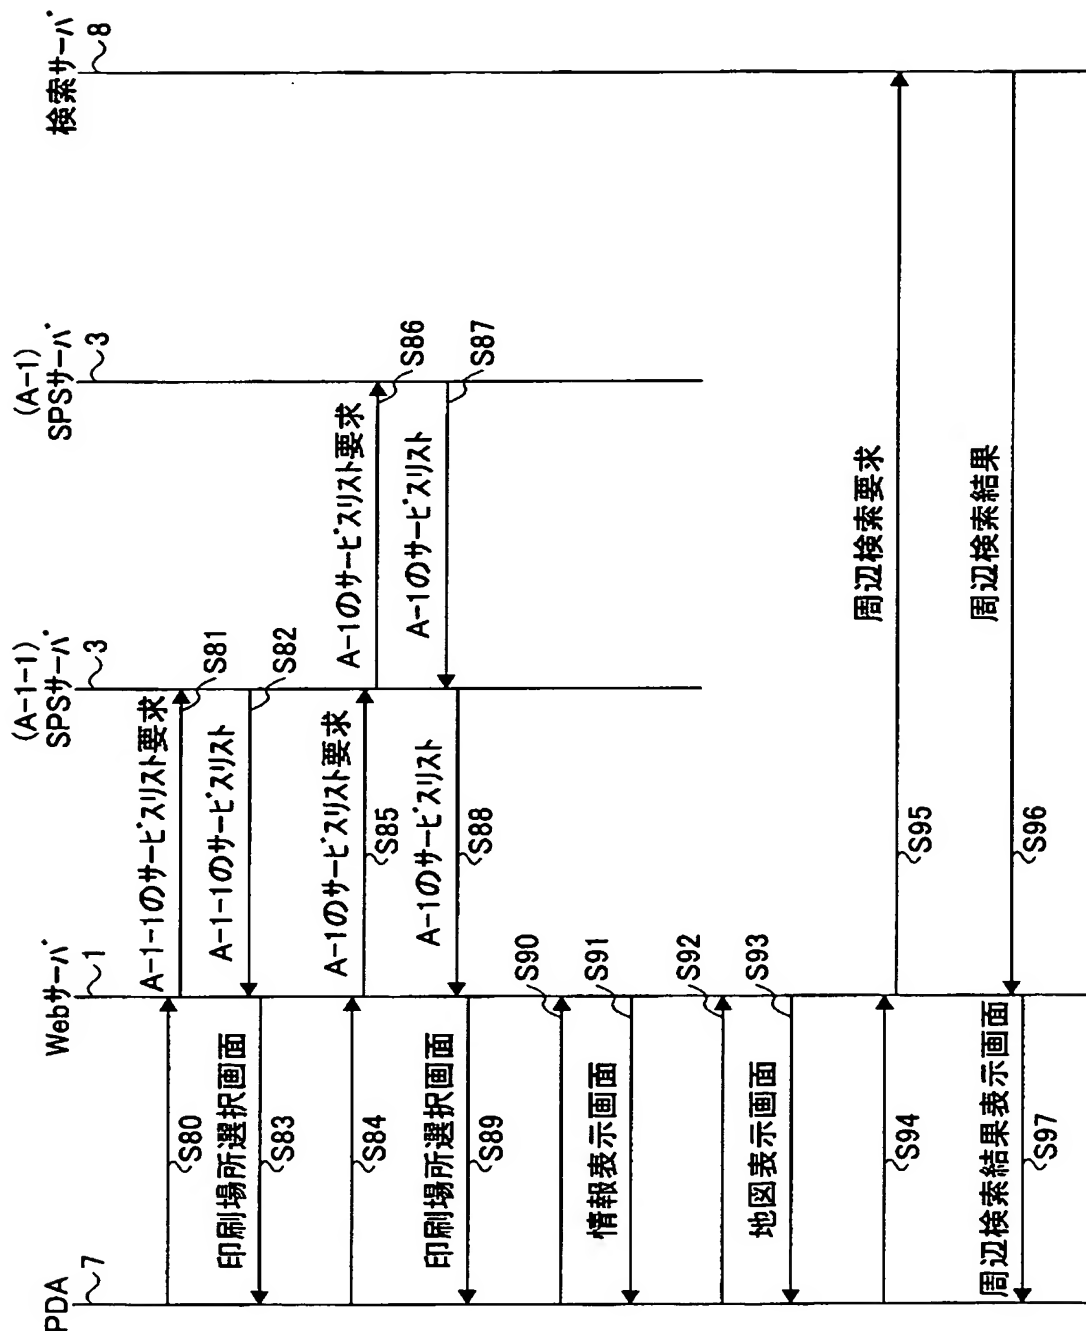 PDA
7
Webサーバ
1
(A-1-1)
SPSサーバ
3
(A-1)
SPSサーバ
3
検索サーバ
8
S80
A-1-1のサービスリスト要求
S81
A-1-1のサービスリスト
S82
印刷場所選択画面
S83
S84
A-1のサービスリスト要求
S85
A-1のサービスリスト要求
S86
A-1のサービスリスト
S87
A-1のサービスリスト
S88
印刷場所選択画面
S89
S90
情報表示画面
S91
S92
地図表示画面
S93
S94
周辺検索要求
S95
周辺検索結果
S96
周辺検索結果表示画面
S97